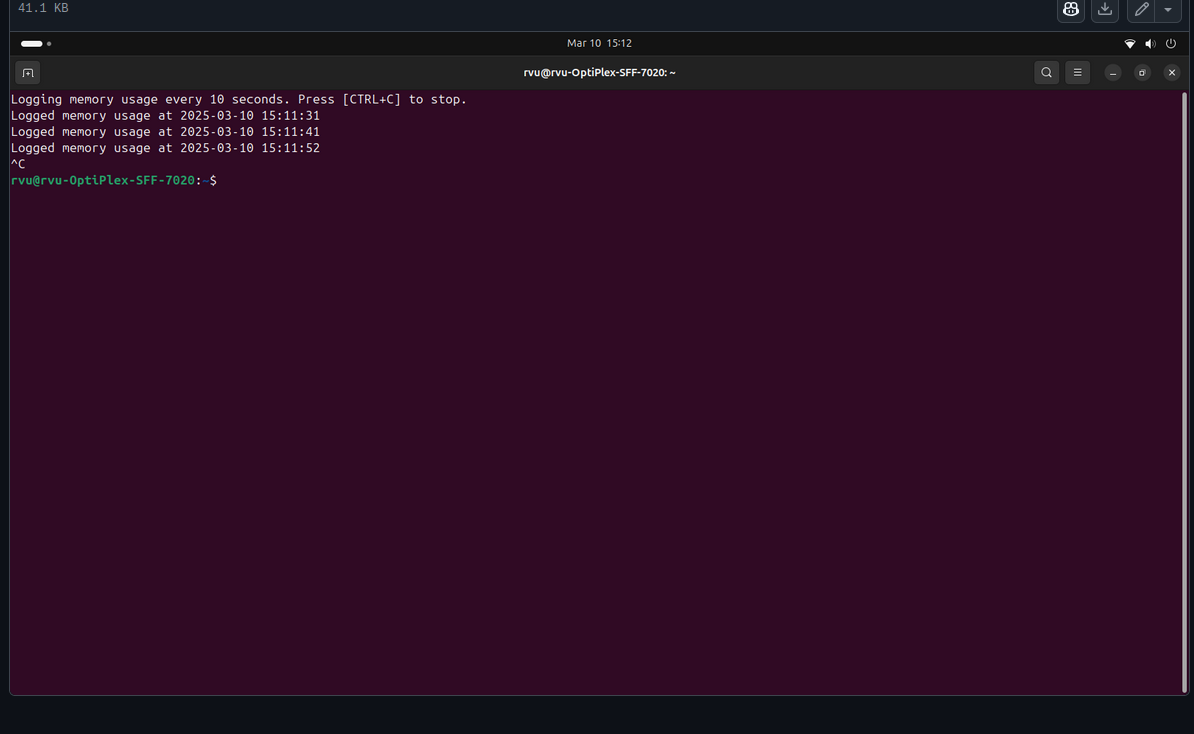 41.1 KB
Mar 10 15:12
rvu@rvu-OptiPlex-SFF-7020: ~
Logging memory usage every 10 seconds. Press [CTRL+C] to stop.
Logged memory usage at 2025-03-10 15:11:31
Logged memory usage at 2025-03-10 15:11:41
Logged memory usage at 2025-03-10 15:11:52
^C
rvu@rvu-OptiPlex-SFF-7020:~$